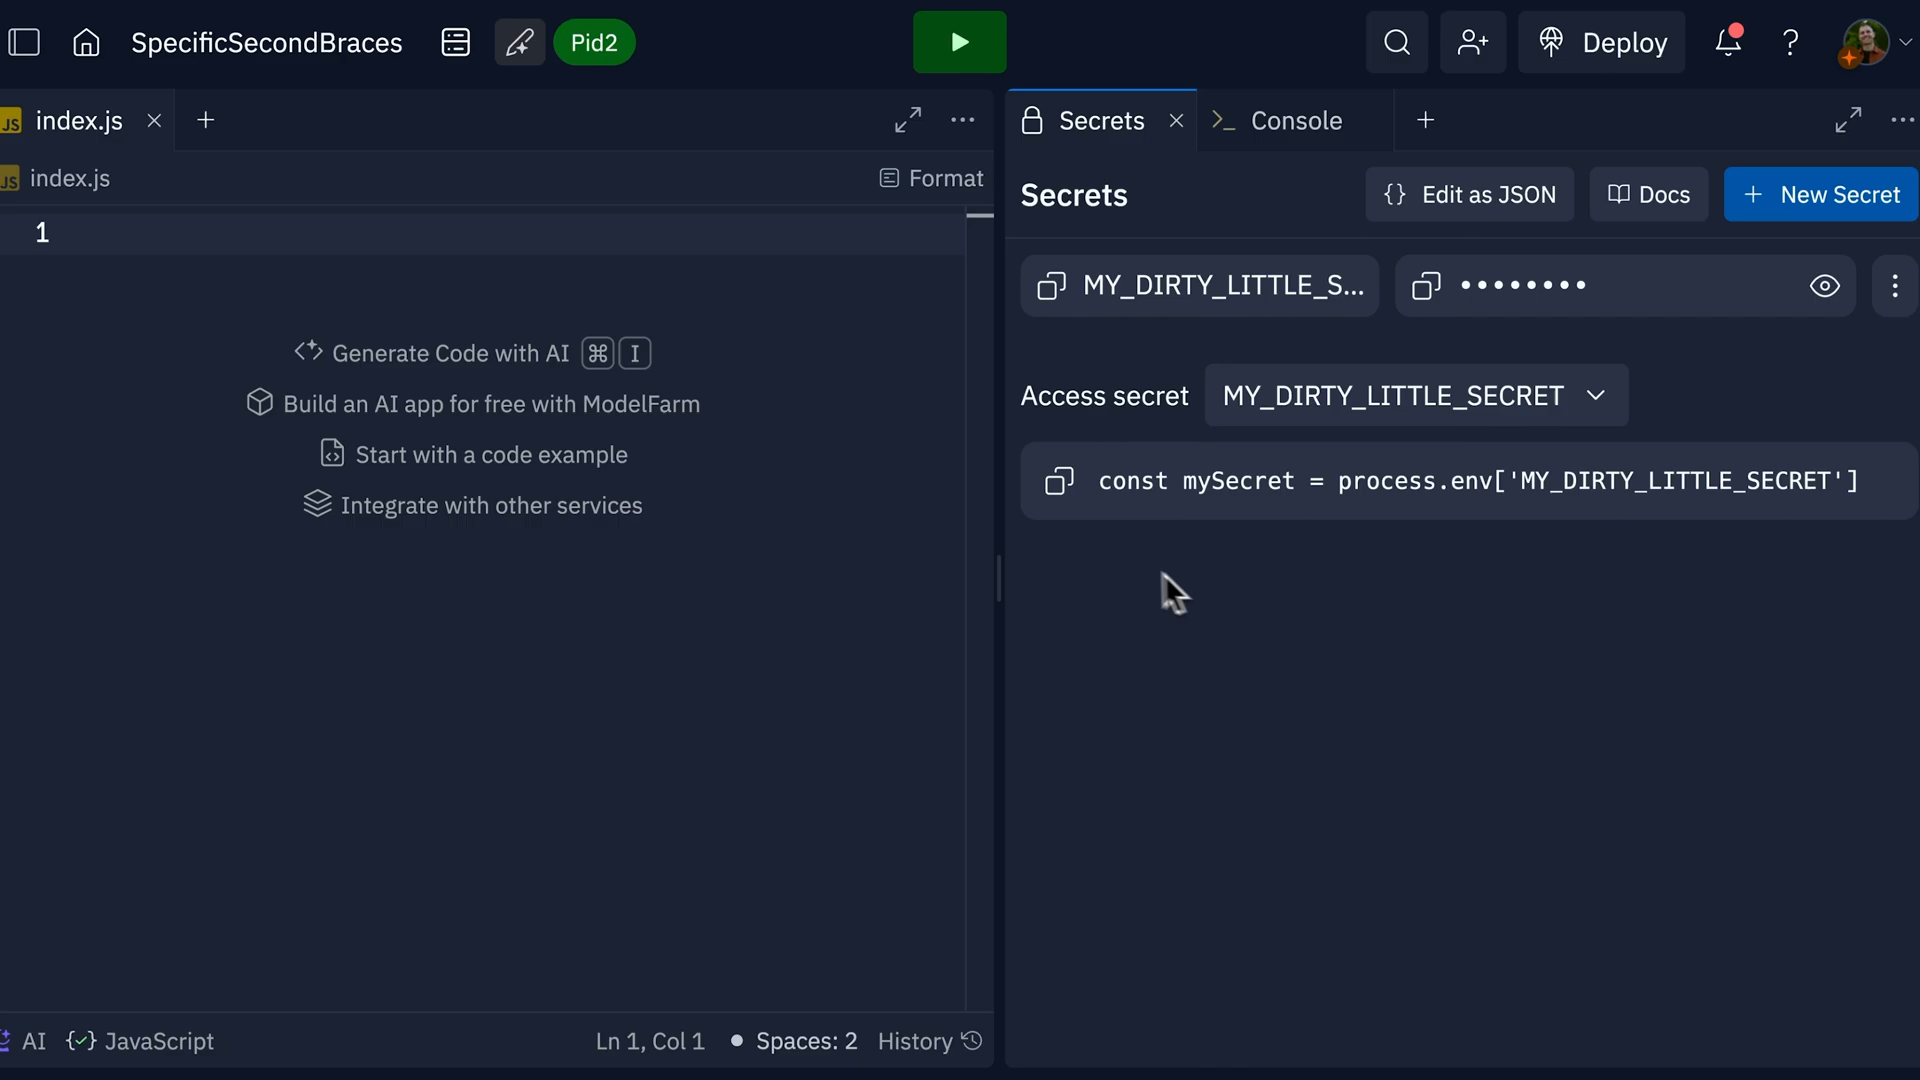 SpecificSecondBraces
Pid2
Deploy
JS index.js
JS index.js
Format
1
Generate Code with AI ⌘ I
Build an AI app for free with ModelFarm
Start with a code example
Integrate with other services
AI
JavaScript
Ln 1, Col 1
Spaces: 2
History
Secrets
Console
Secrets
{} Edit as JSON
Docs
+ New Secret
MY_DIRTY_LITTLE_S...
••••••••
Access secret
MY_DIRTY_LITTLE_SECRET
const mySecret = process.env['MY_DIRTY_LITTLE_SECRET']